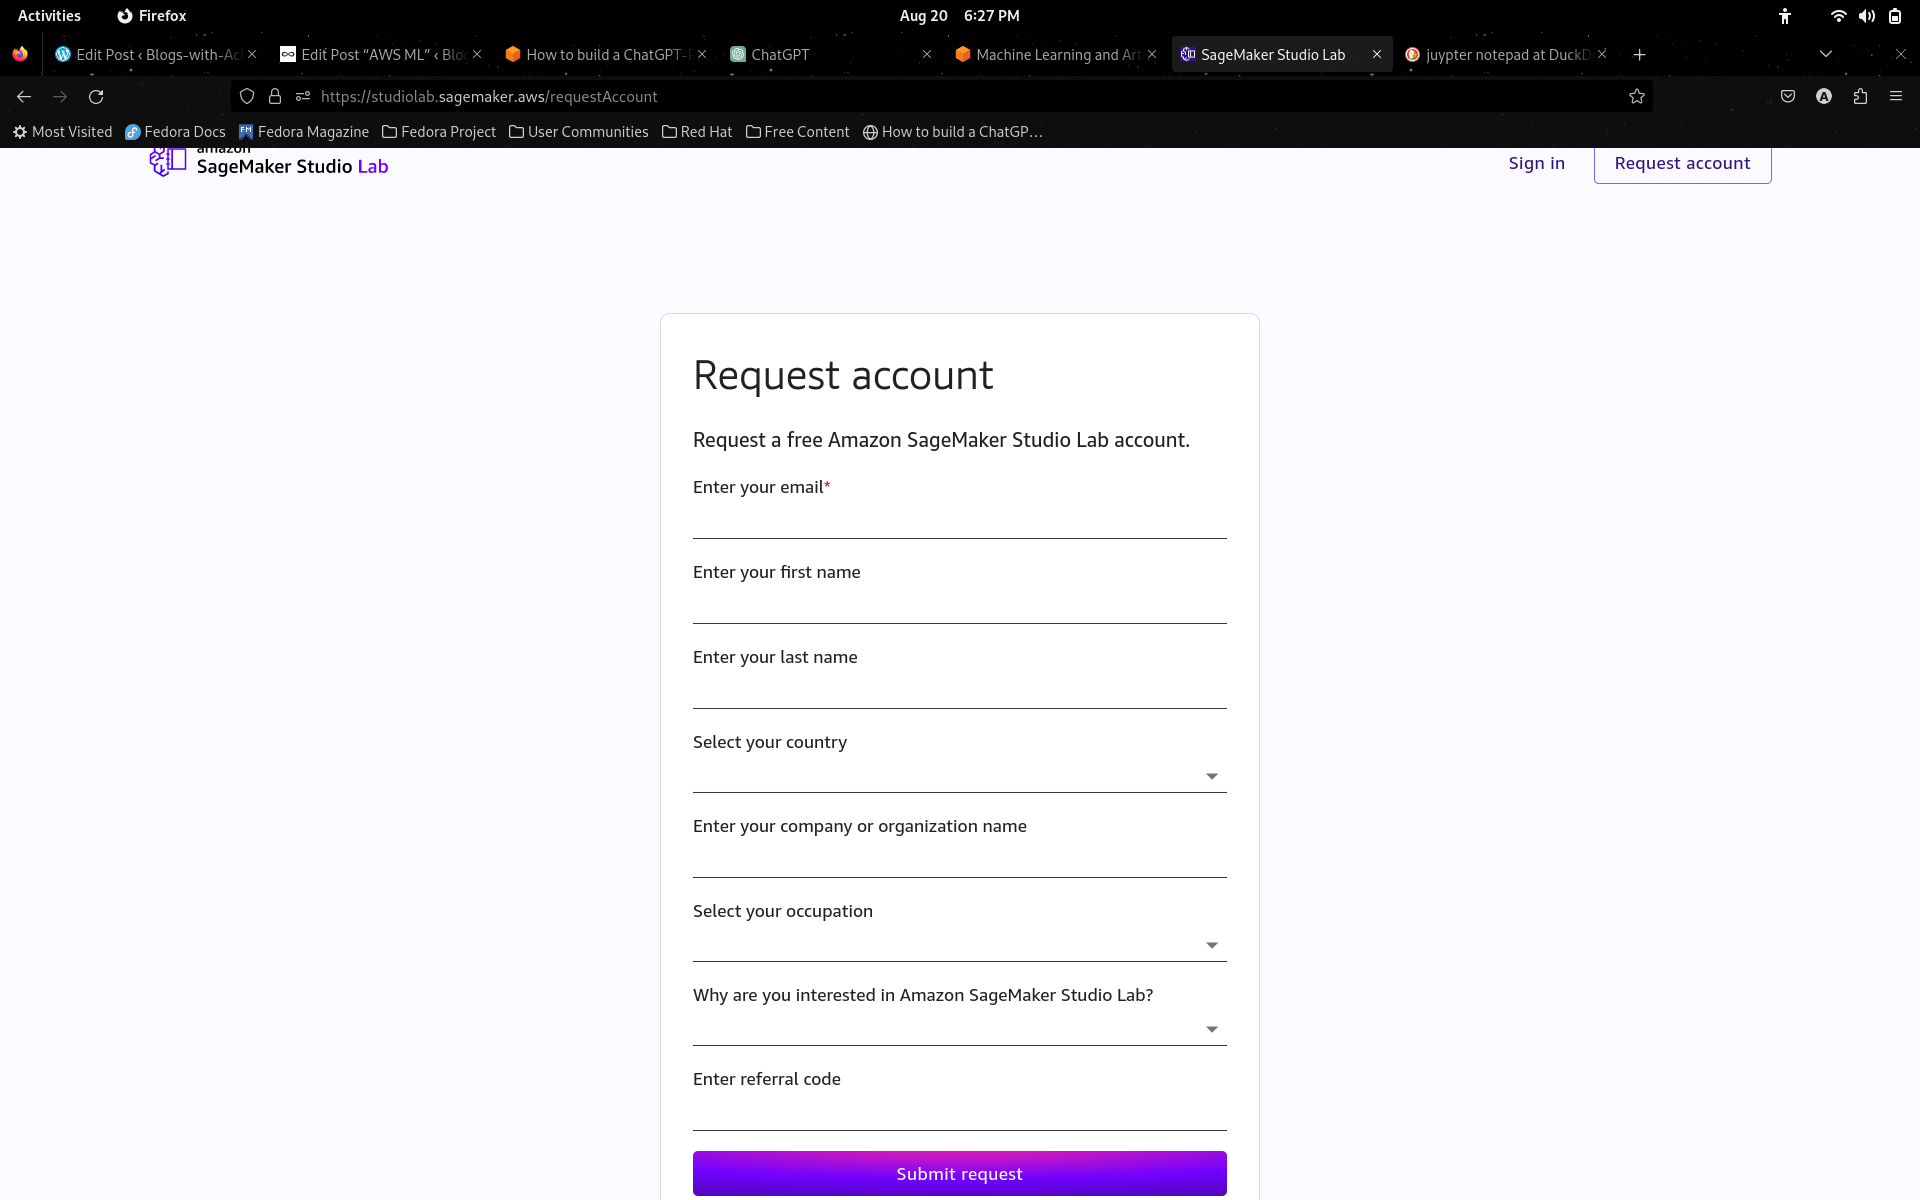 Activities Firefox Aug 20 6:27 PM
Edit Post ‹ Blogs-with-Ac Edit Post “AWS ML” ‹ Blo How to build a ChatGPT-P ChatGPT Machine Learning and Art SageMaker Studio Lab juypter notepad at DuckD
https://studiolab.sagemaker.aws/requestAccount A
Most Visited Fedora Docs FM Fedora Magazine Fedora Project User Communities Red Hat Free Content How to build a ChatGP…
amazon
SageMaker Studio Lab
Sign in Request account
Request account
Request a free Amazon SageMaker Studio Lab account.
Enter your email*
Enter your first name
Enter your last name
Select your country
Enter your company or organization name
Select your occupation
Why are you interested in Amazon SageMaker Studio Lab?
Enter referral code
Submit request